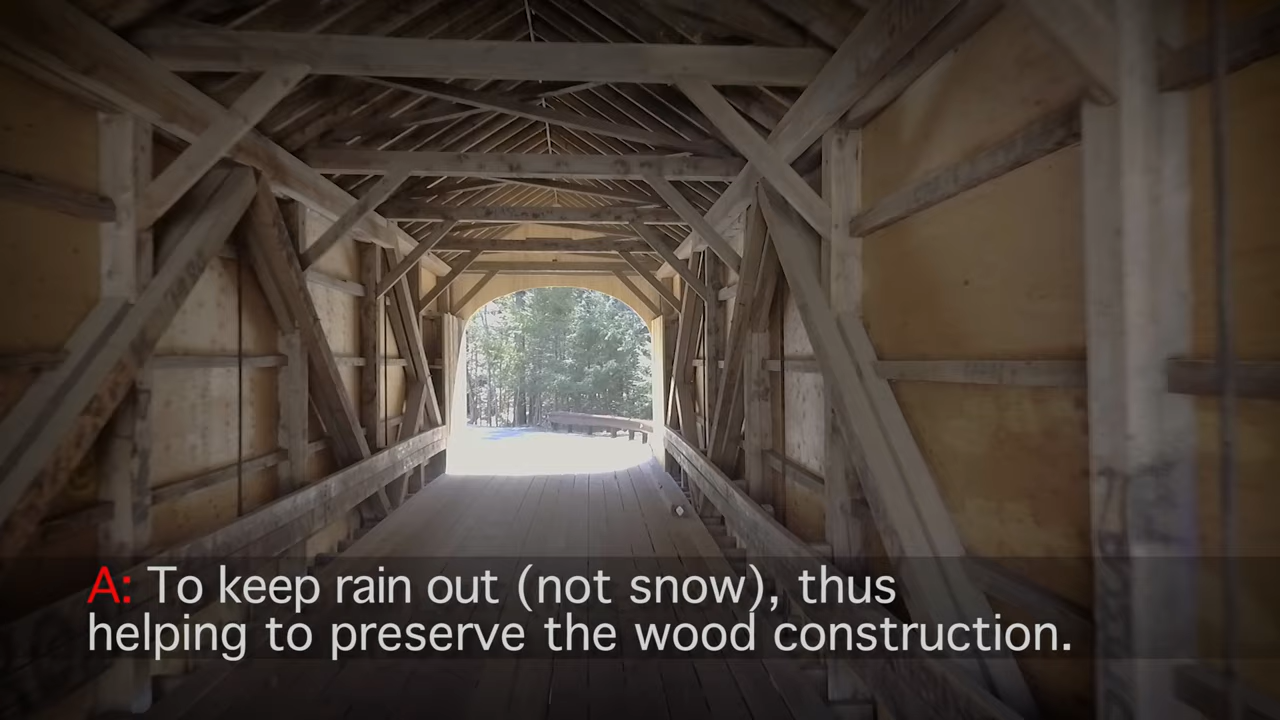 A: To keep rain out (not snow), thus
helping to preserve the wood construction.